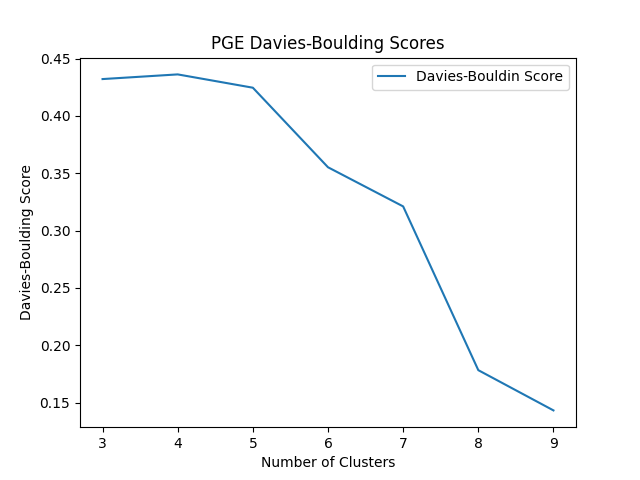 PGE Davies-Boulding Scores
Davies-Bouldin Score
Davies-Boulding Score
0.45
0.40
0.35
0.30
0.25
0.20
0.15
3 4 5 6 7 8 9
Number of Clusters